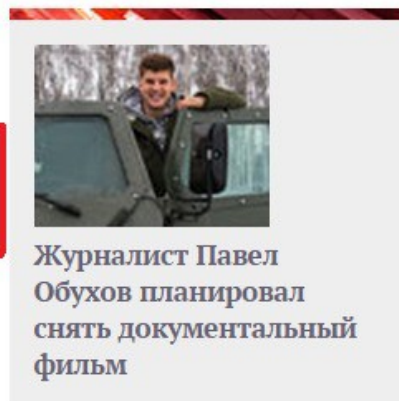 Журналист Павел
Обухов планировал
снять документальный
фильм